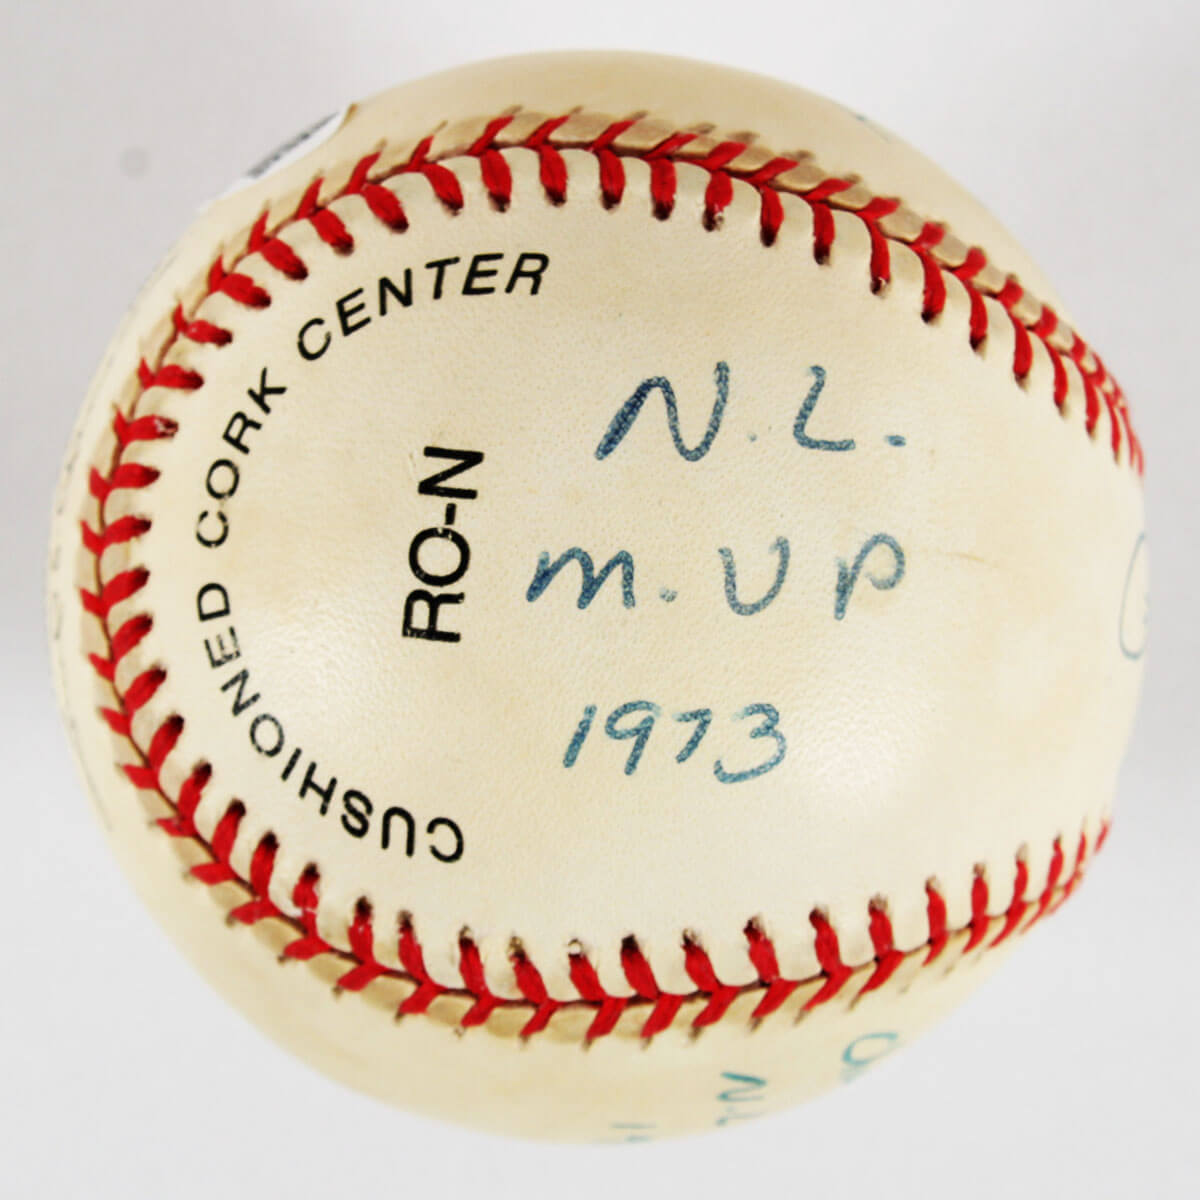 CUSHIONED CORK CENTER
RO-N
N.L.
M.VP
1973